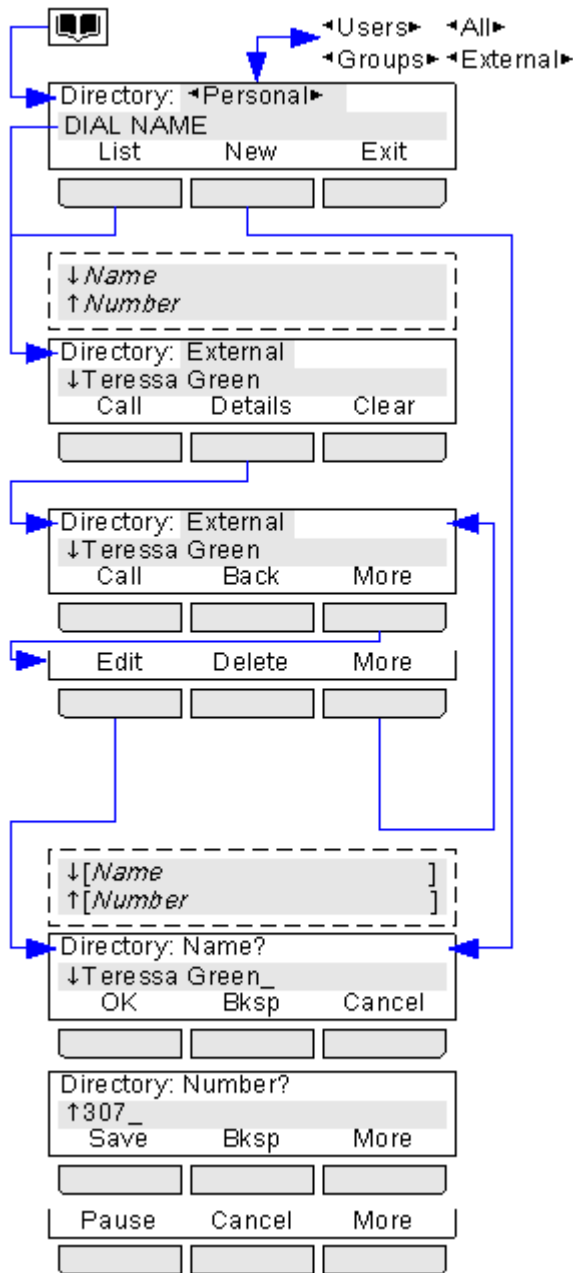 ◄Users► ◄All►
◄Groups► ◄External►
Directory: ◄Personal►
DIAL NAME
List New Exit
↓Name
↑Number
Directory: External
↓Teressa Green
Call Details Clear
Directory: External
↓Teressa Green
Call Back More
Edit Delete More
↓[Name ]
↑[Number ]
Directory: Name?
↓Teressa Green_
OK Bksp Cancel
Directory: Number?
↑307_
Save Bksp More
Pause Cancel More